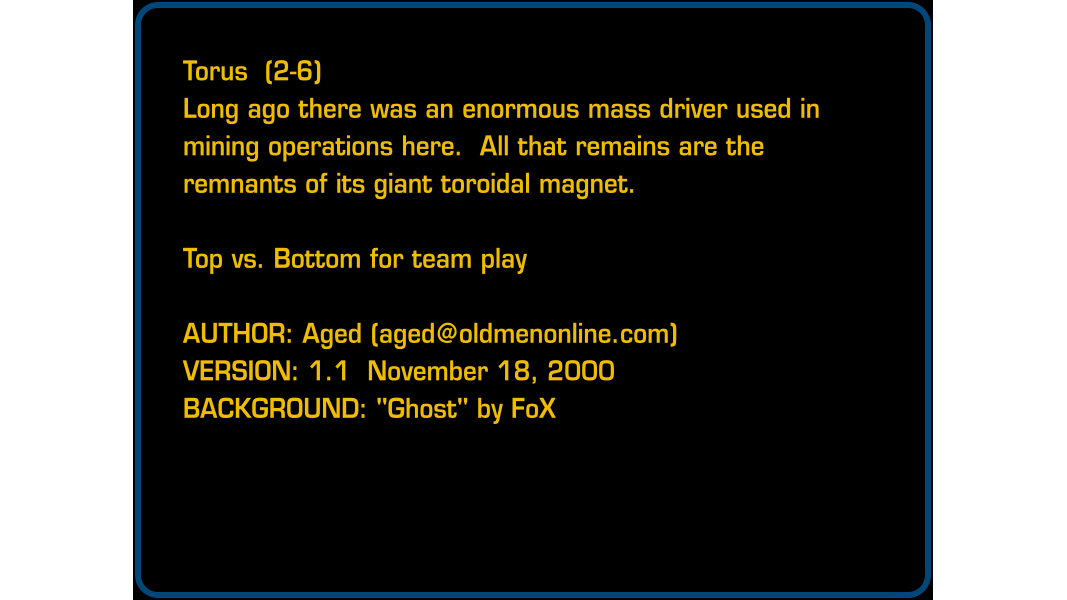 Torus  (2-6)
Long ago there was an enormous mass driver used in
mining operations here.  All that remains are the
remnants of its giant toroidal magnet.
Top vs. Bottom for team play
AUTHOR: Aged (aged@oldmenonline.com)
VERSION: 1.1  November 18, 2000
BACKGROUND: "Ghost" by FoX